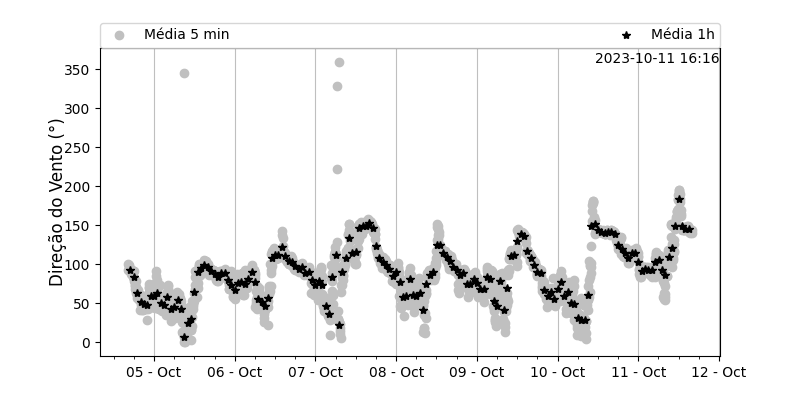 Média 5 min
Média 1h
2023-10-11 16:16
Direção do Vento (°)
350
300
250
200
150
100
50
0
05 - Oct
06 - Oct
07 - Oct
08 - Oct
09 - Oct
10 - Oct
11 - Oct
12 - Oct